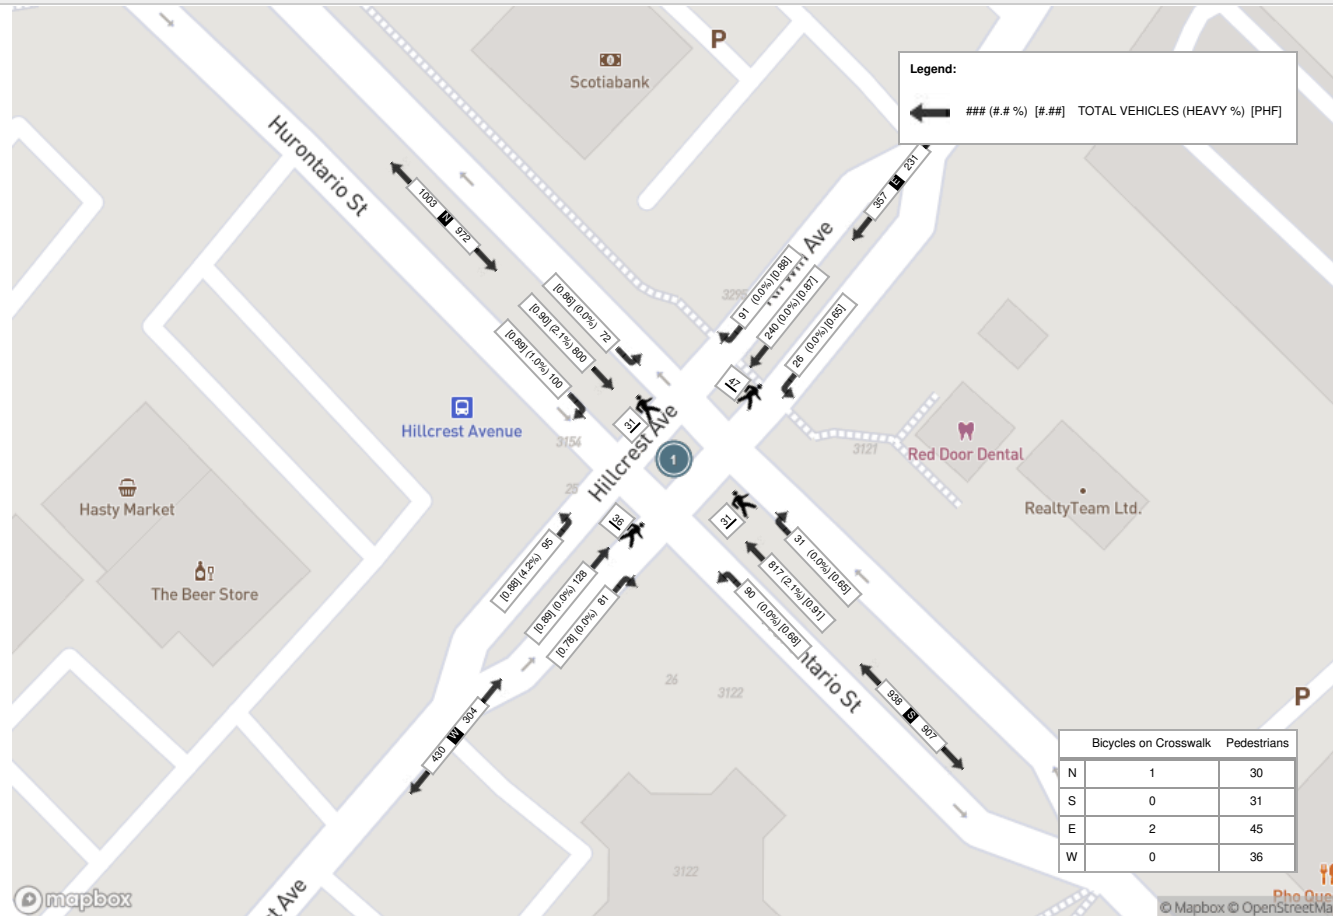 P
Scotiabank
Legend:
### (#.# %) [#.##] TOTAL VEHICLES (HEAVY %) [PHF]
Hurontario St
1003 N 972
357 E 231
Ave
3295
91 (0.0%) [0.88]
240 (0.0%) [0.87]
26 (0.0%) [0.65]
[0.86] (0.0%) 72
[0.90] (2.1%) 800
[0.89] (1.0%) 100
47
31
Hillcrest Avenue
3154
Hillcrest Ave
1
3121
Red Door Dental
RealtyTeam Ltd.
Hasty Market
25
36
31
The Beer Store
[0.88] (4.2%) 95
[0.89] (0.0%) 128
[0.78] (0.0%) 81
31 (0.0%) [0.65]
817 (2.1%) [0.91]
90 (0.0%) [0.68]
ntario St
26
3122
P
430 W 304
938 S 907
Bicycles on Crosswalk Pedestrians
N 1 30
S 0 31
E 2 45
W 0 36
3122
st Ave
mapbox
Pho Que
© Mapbox © OpenStreetMa